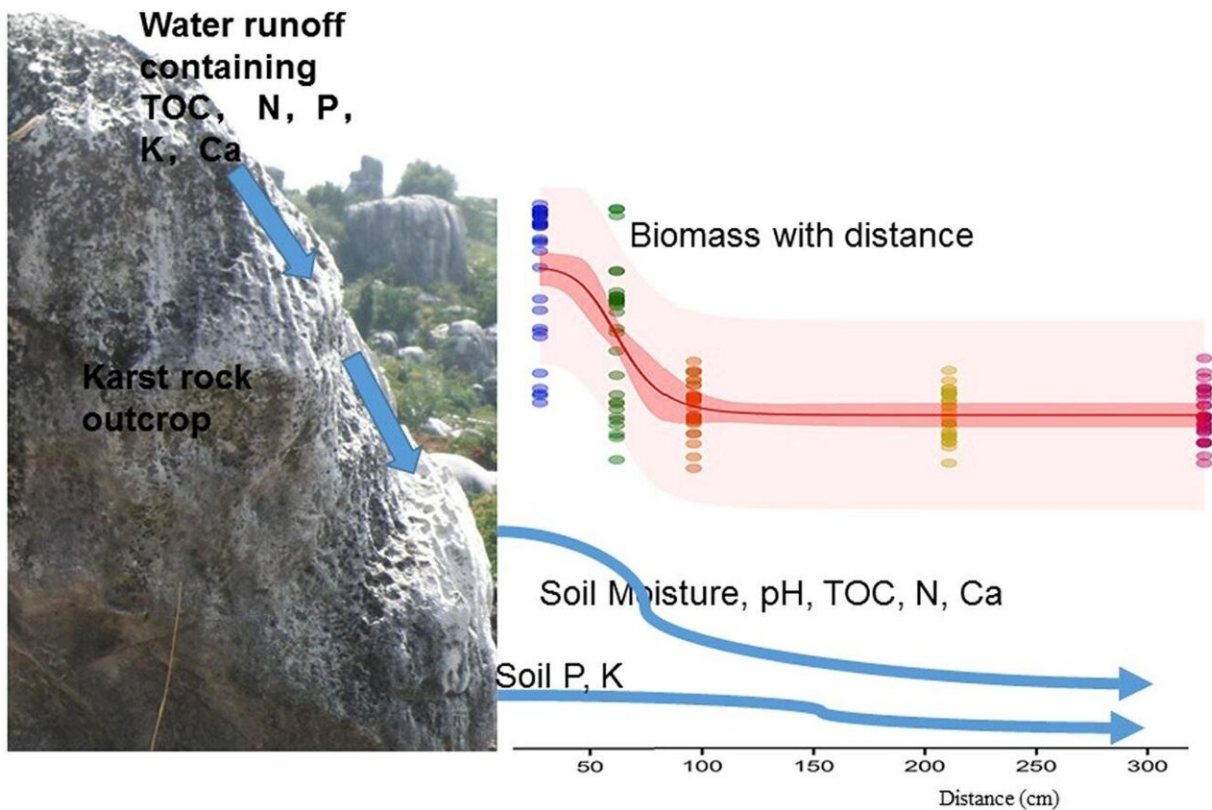 Water runoff
containing
TOC, N, P,
K, Ca
Karst rock
outcrop
Biomass with distance
Soil Moisture, pH, TOC, N, Ca
Soil P, K
50 100 150 200 250 300
Distance (cm)